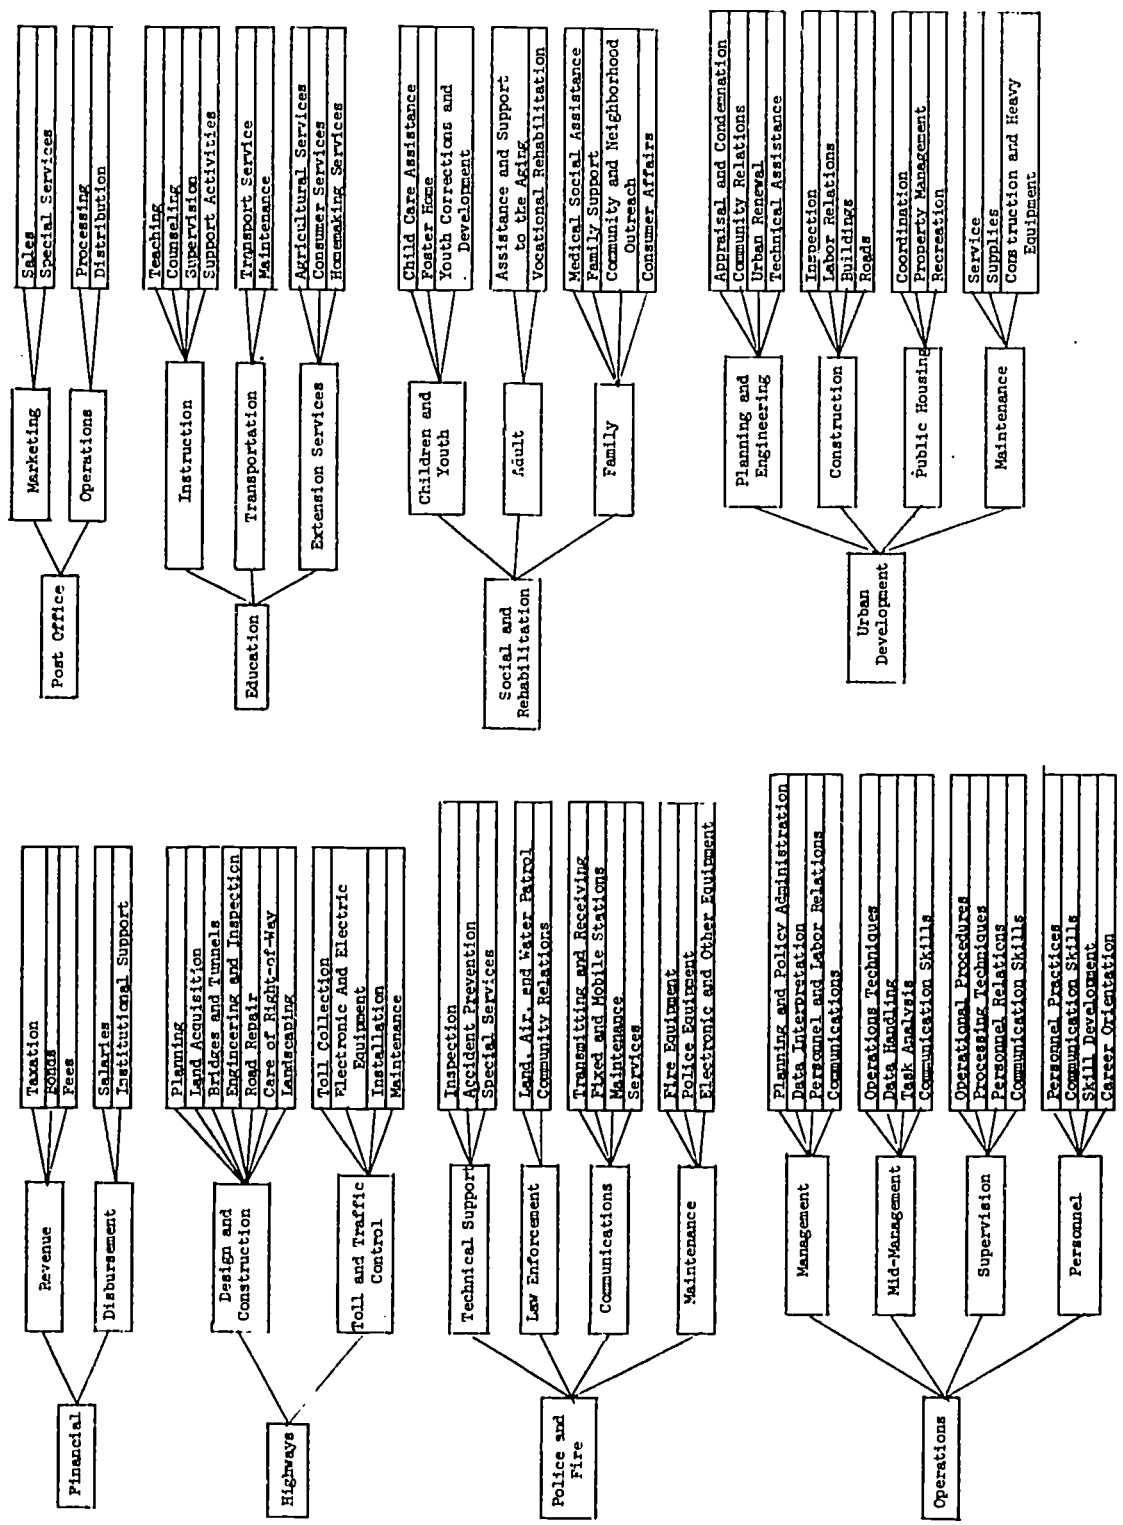 Financial
Revenue
Taxation
Bonds
Fees
Disbursement
Salaries
Institutional Support
Highways
Design and
Construction
Planning
Land Acquisition
Bridges and Tunnels
Engineering and Inspection
Road Repair
Care of Right-of-Way
Landscaping
Toll and Traffic
Control
Toll Collection
Electronic And Electric
Equipment
Installation
Maintenance
Police and
Fire
Technical Support
Inspection
Accident Prevention
Special Services
Law Enforcement
Land, Air, and Water Patrol
Community Relations
Communications
Transmitting and Receiving
Fixed and Mobile Stations
Maintenance
Services
Maintenance
Fire Equipment
Police Equipment
Electronic and Other Equipment
Operations
Management
Planning and Policy Administration
Data Interpretation
Personnel and Labor Relations
Communications
Mid-Management
Operations Techniques
Data Handling
Task Analysis
Communication Skills
Supervision
Operational Procedures
Processing Techniques
Personnel Relations
Communication Skills
Personnel
Personnel Practices
Communication Skills
Skill Development
Career Orientation
Post Office
Marketing
Sales
Special Services
Operations
Processing
Distribution
Education
Instruction
Teaching
Counseling
Supervision
Support Activities
Transportation
Transport Service
Maintenance
Extension Services
Agricultural Services
Consumer Services
Homemaking Services
Social and
Rehabilitation
Children and
Youth
Child Care Assistance
Foster Home
Youth Corrections and
Development
Adult
Assistance and Support
to the Aging
Vocational Rehabilitation
Family
Medical Social Assistance
Family Support
Community and Neighborhood
Outreach
Consumer Affairs
Urban
Development
Planning and
Engineering
Appraisal and Condemnation
Community Relations
Urban Renewal
Technical Assistance
Construction
Inspection
Labor Relations
Buildings
Roads
Public Housing
Coordination
Property Management
Recreation
Maintenance
Service
Supplies
Construction and Heavy
Equipment